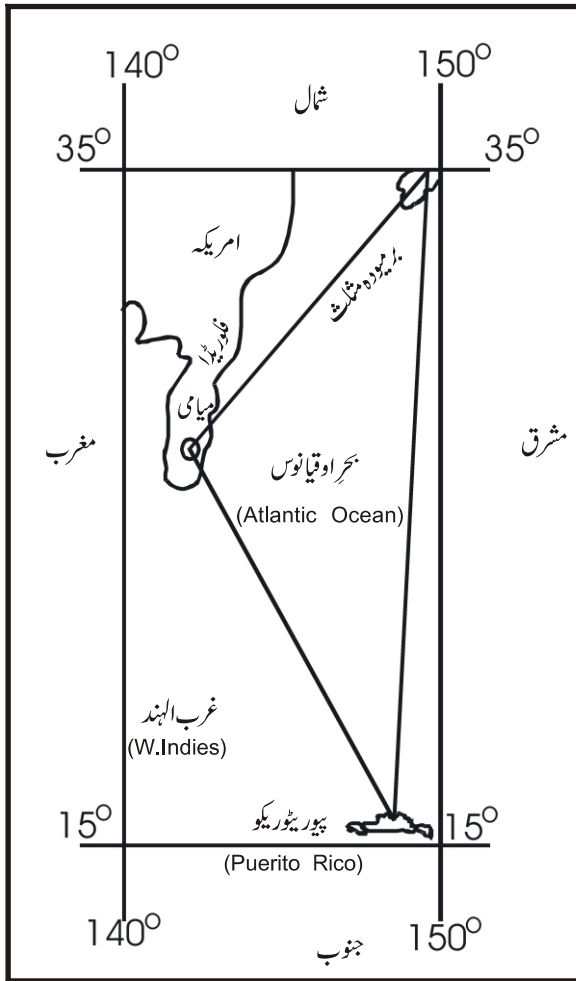 140° 150°
شمال
35° 35°
امریکہ
برمودہ مثلث
فلوریڈا
میامی
مغرب
مشرق
بحرِ اوقیانوس
(Atlantic Ocean)
غرب الہند
(W.Indies)
پیوریٹوریکو
15° 15°
(Puerito Rico)
140° 150°
جنوب